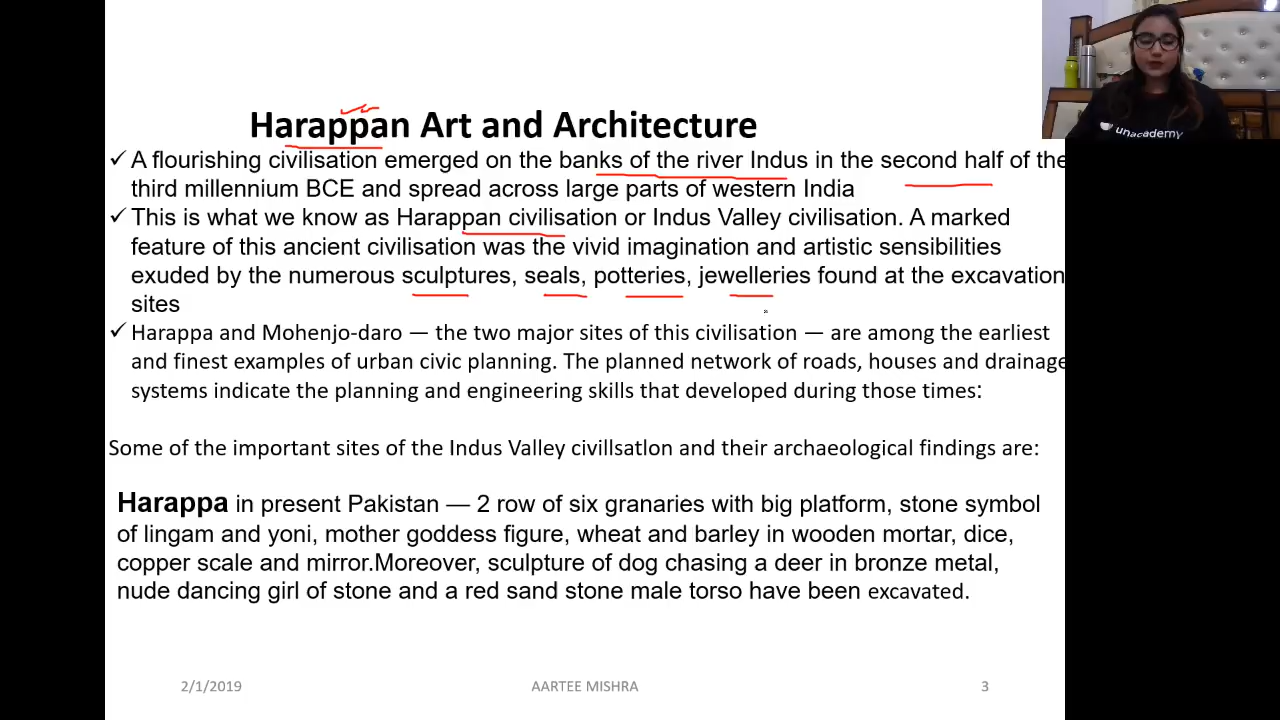 unacademy
Harappan Art and Architecture
✓ A flourishing civilisation emerged on the banks of the river Indus in the second half of the
third millennium BCE and spread across large parts of western India
✓ This is what we know as Harappan civilisation or Indus Valley civilisation. A marked
feature of this ancient civilisation was the vivid imagination and artistic sensibilities
exuded by the numerous sculptures, seals, potteries, jewelleries found at the excavation
sites
✓ Harappa and Mohenjo-daro — the two major sites of this civilisation — are among the earliest
and finest examples of urban civic planning. The planned network of roads, houses and drainage
systems indicate the planning and engineering skills that developed during those times:
Some of the important sites of the Indus Valley civillsatlon and their archaeological findings are:
Harappa in present Pakistan — 2 row of six granaries with big platform, stone symbol
of lingam and yoni, mother goddess figure, wheat and barley in wooden mortar, dice,
copper scale and mirror.Moreover, sculpture of dog chasing a deer in bronze metal,
nude dancing girl of stone and a red sand stone male torso have been excavated.
2/1/2019
AARTEE MISHRA
3